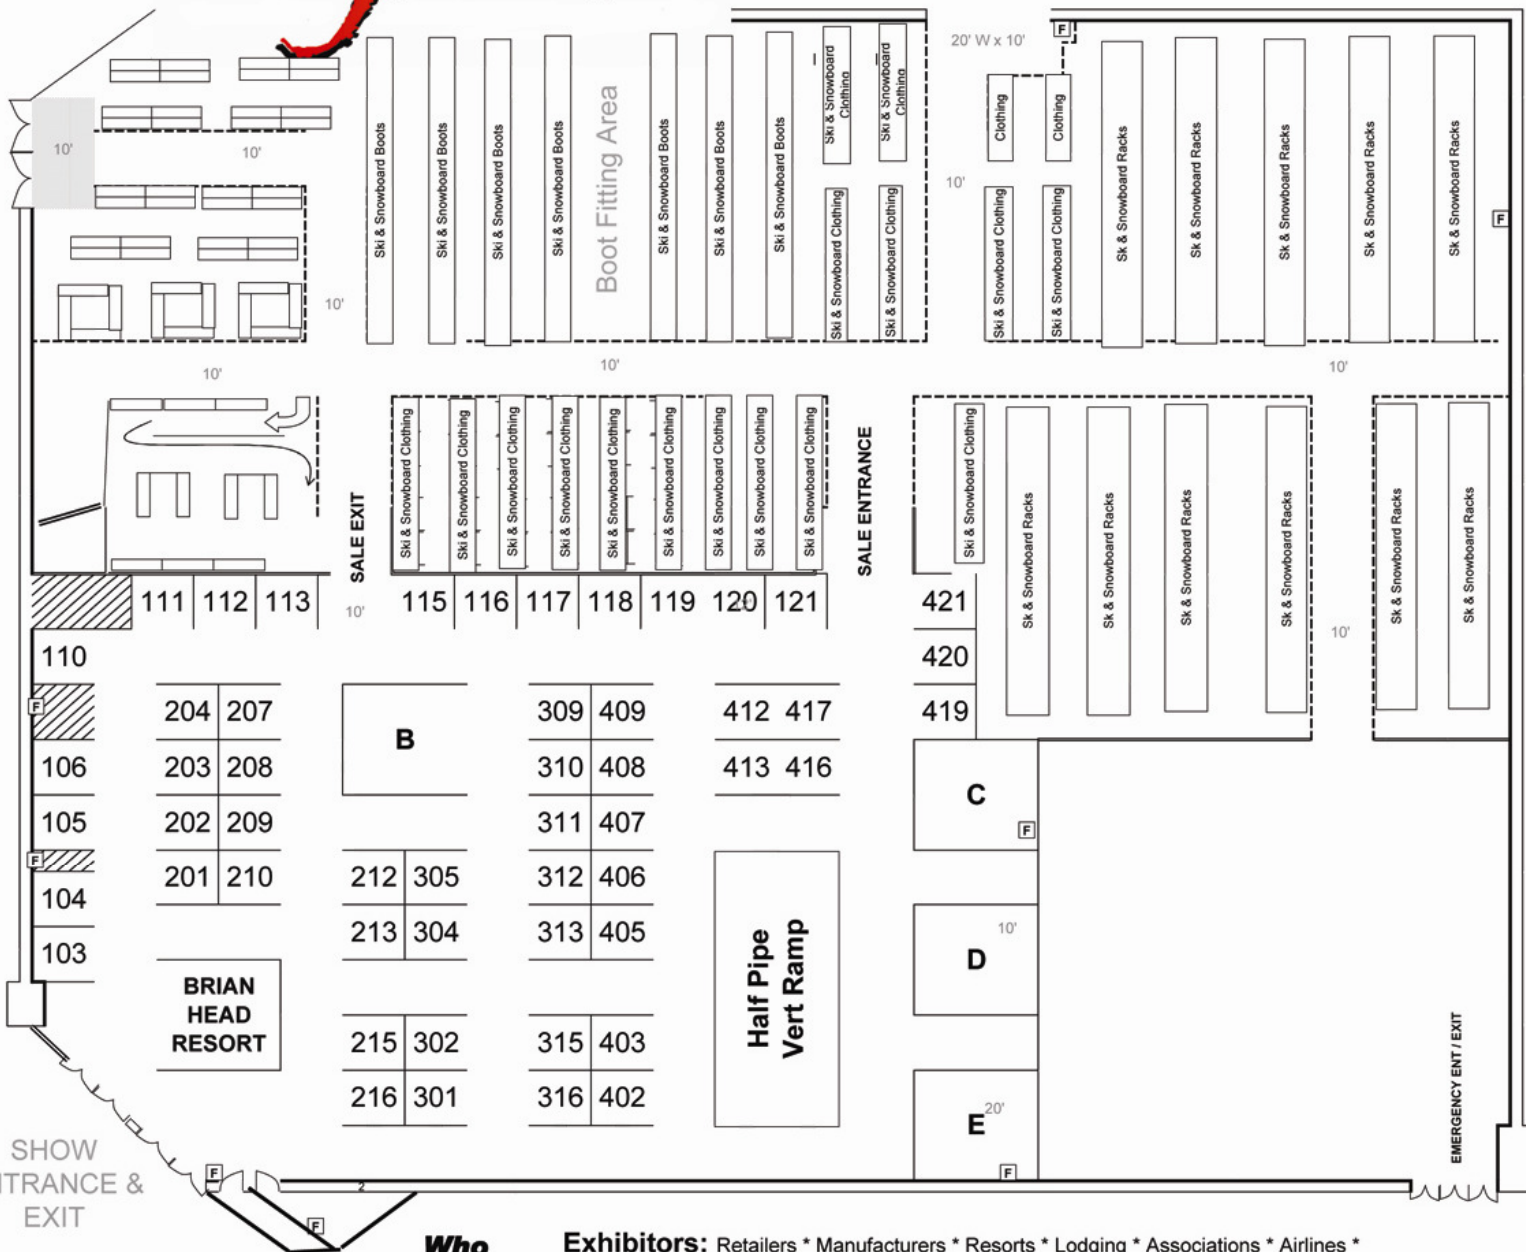 20' W x 10'
F
10'
10'
10'
10'
F
10'
10'
10'
Ski & Snowboard Boots
Ski & Snowboard Boots
Ski & Snowboard Boots
Ski & Snowboard Boots
Boot Fitting Area
Ski & Snowboard Boots
Ski & Snowboard Boots
Ski & Snowboard Boots
Ski & Snowboard
Clothing
Ski & Snowboard
Clothing
Ski & Snowboard Clothing
Ski & Snowboard Clothing
Clothing
Clothing
Ski & Snowboard Clothing
Ski & Snowboard Clothing
Sk & Snowboard Racks
Sk & Snowboard Racks
Sk & Snowboard Racks
Sk & Snowboard Racks
Sk & Snowboard Racks
SALE EXIT
Ski & Snowboard Clothing
Ski & Snowboard Clothing
Ski & Snowboard Clothing
Ski & Snowboard Clothing
Ski & Snowboard Clothing
Ski & Snowboard Clothing
Ski & Snowboard Clothing
Ski & Snowboard Clothing
Ski & Snowboard Clothing
SALE ENTRANCE
Ski & Snowboard Clothing
Sk & Snowboard Racks
Sk & Snowboard Racks
Sk & Snowboard Racks
Sk & Snowboard Racks
Sk & Snowboard Racks
Sk & Snowboard Racks
111 112 113 10' 115 116 117 118 119 120 121 421
10'
110 420
F 204 207 B 309 409 412 417 419
106 203 208 310 408 413 416 C
105 202 209 311 407 F
F 201 210 212 305 312 406
104
213 304 313 405 10'
103 D
BRIAN
HEAD
RESORT
Half Pipe
Vert Ramp
215 302 315 403
216 301 316 402 20'
E
EMERGENCY ENT / EXIT
SHOW
NTRANCE &
EXIT
F
F
2
F
Who
Exhibitors: Retailers * Manufacturers * Resorts * Lodging * Associations * Airlines *